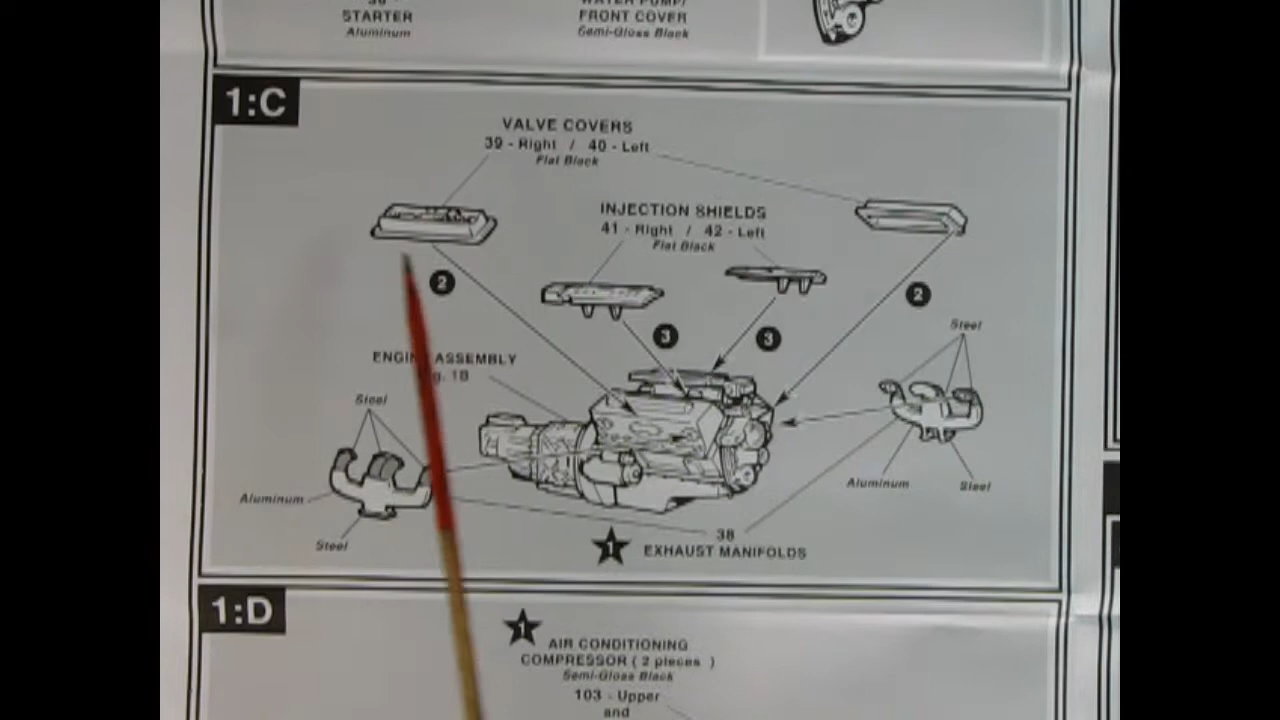 STARTER
Aluminum
FRONT COVER
Semi-Gloss Black
1:C
VALVE COVERS
39 - Right / 40 - Left
Flat Black
INJECTION SHIELDS
41 - Right / 42 - Left
Flat Black
2
2
3
3
Steel
ASSEMBLY
1B
Steel
Aluminum
Steel
Aluminum
Steel
38
1 EXHAUST MANIFOLDS
1:D
1
AIR CONDITIONING
COMPRESSOR ( 2 pieces )
Semi-Gloss Black
103 - Upper
and